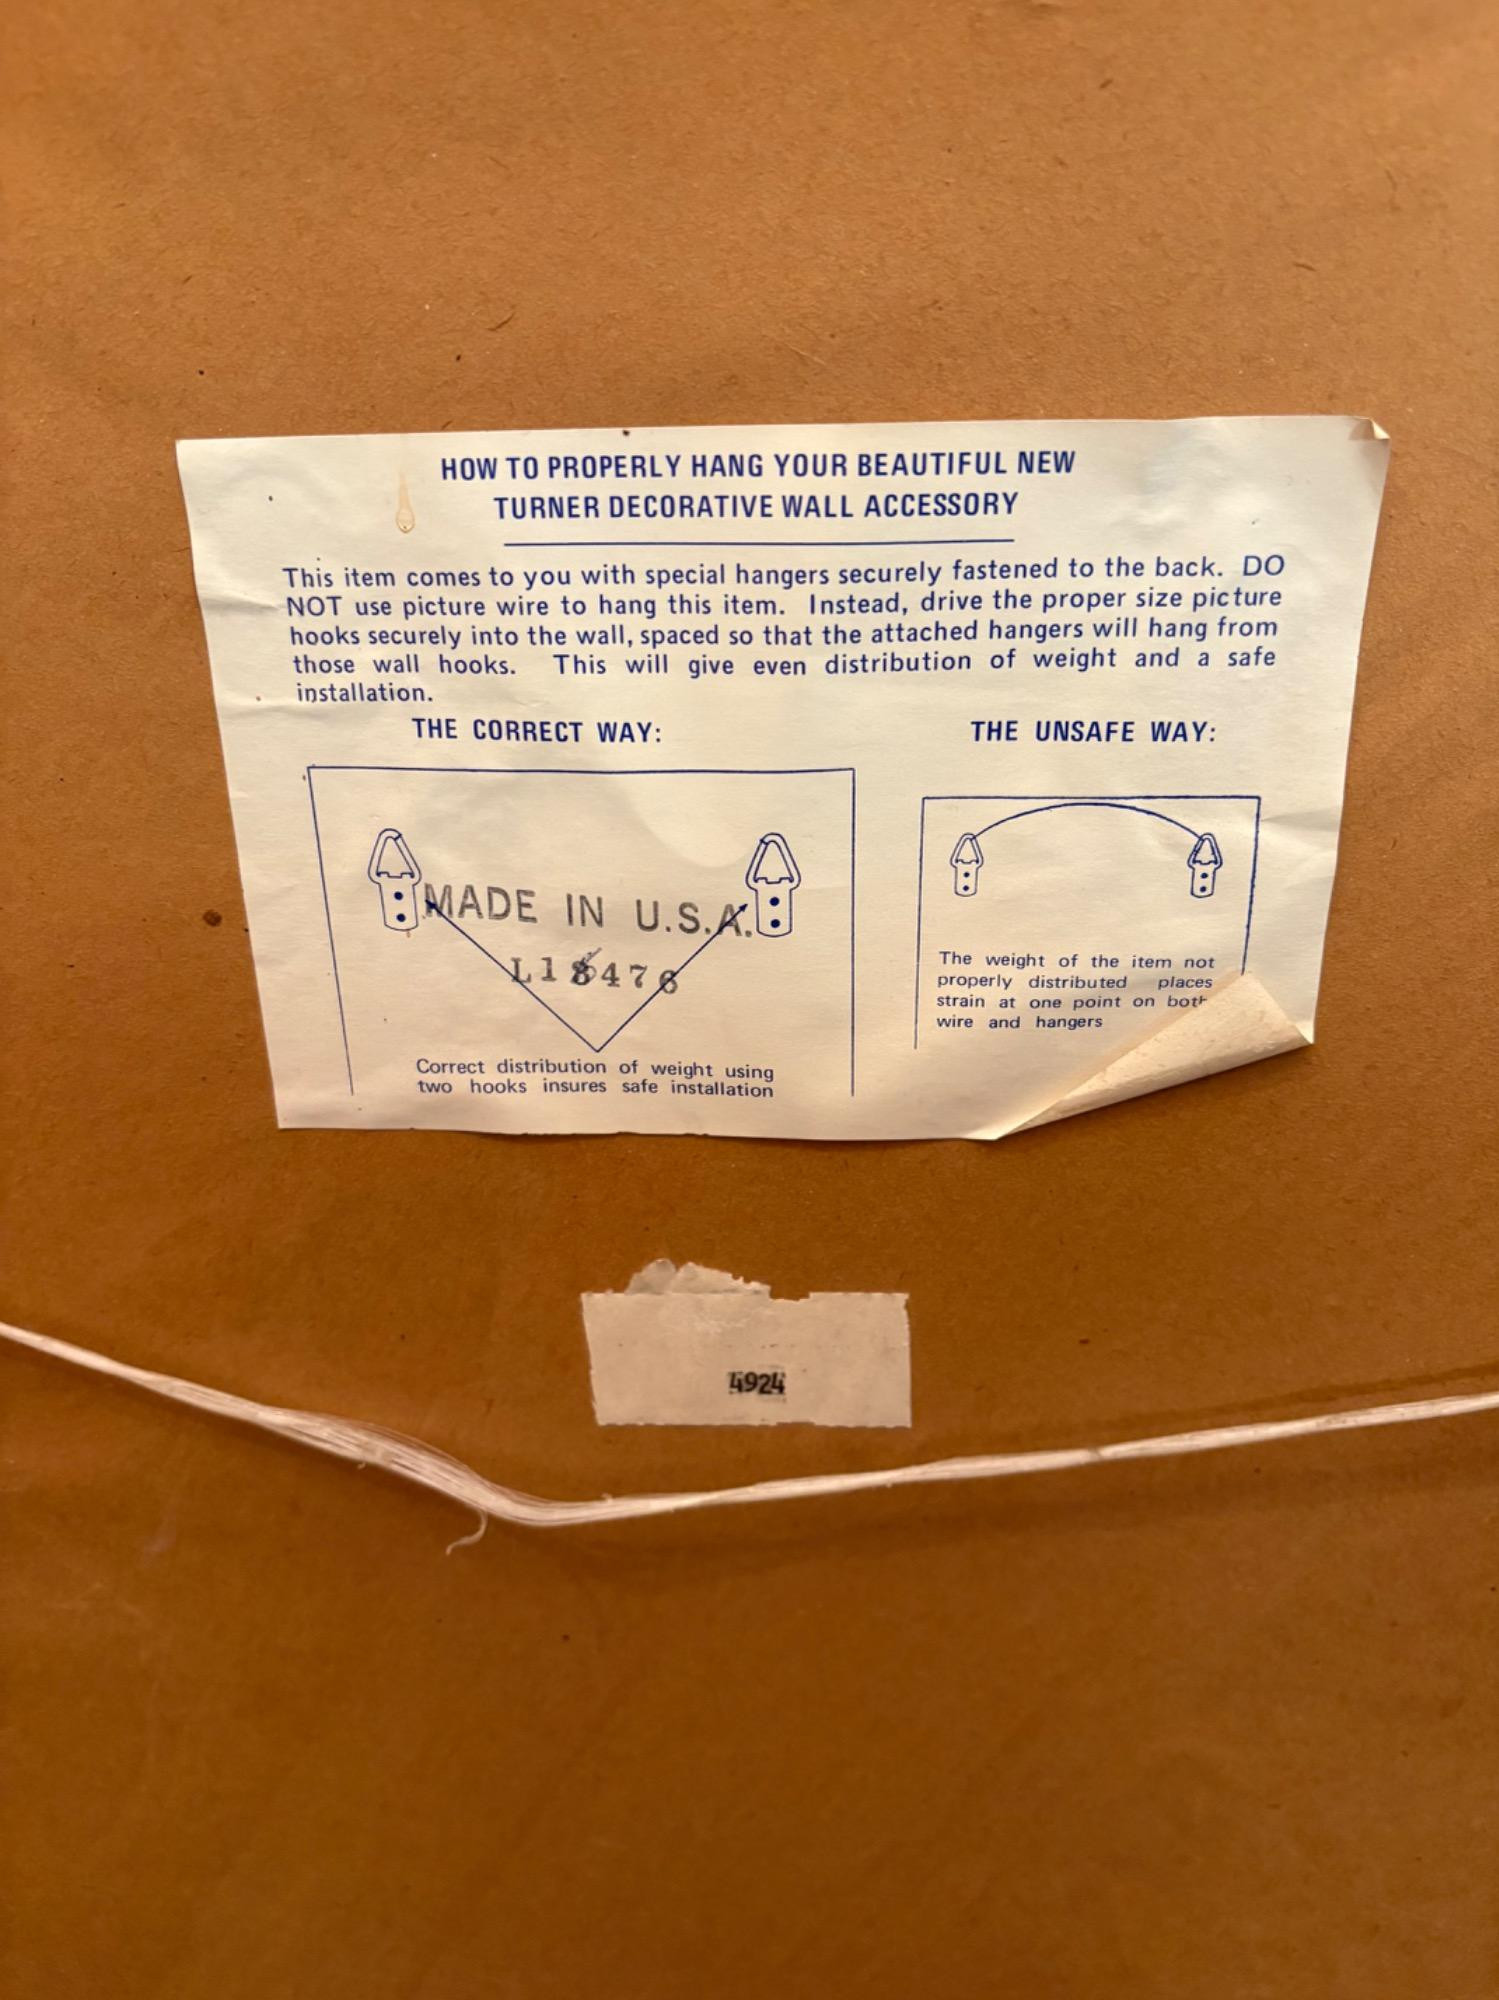 HOW TO PROPERLY HANG YOUR BEAUTIFUL NEW
TURNER DECORATIVE WALL ACCESSORY
This item comes to you with special hangers securely fastened to the back. DO
NOT use picture wire to hang this item. Instead, drive the proper size picture
hooks securely into the wall, spaced so that the attached hangers will hang from
those wall hooks. This will give even distribution of weight and a safe
installation.
THE CORRECT WAY:
MADE IN U.S.A.
L18476
Correct distribution of weight using
two hooks insures safe installation
THE UNSAFE WAY:
The weight of the item not
properly distributed places
strain at one point on both
wire and hangers
4924